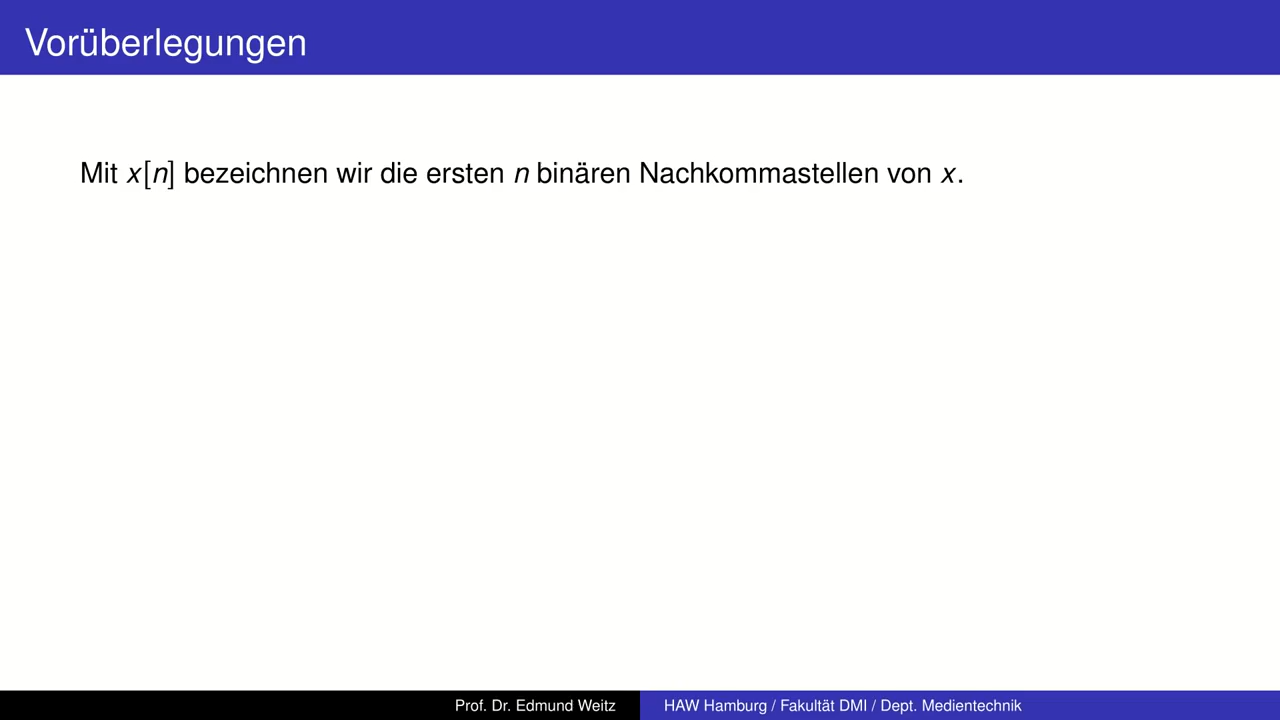 Vorüberlegungen
Mit x[n] bezeichnen wir die ersten n binären Nachkommastellen von x.
Prof. Dr. Edmund Weitz
HAW Hamburg / Fakultät DMI / Dept. Medientechnik